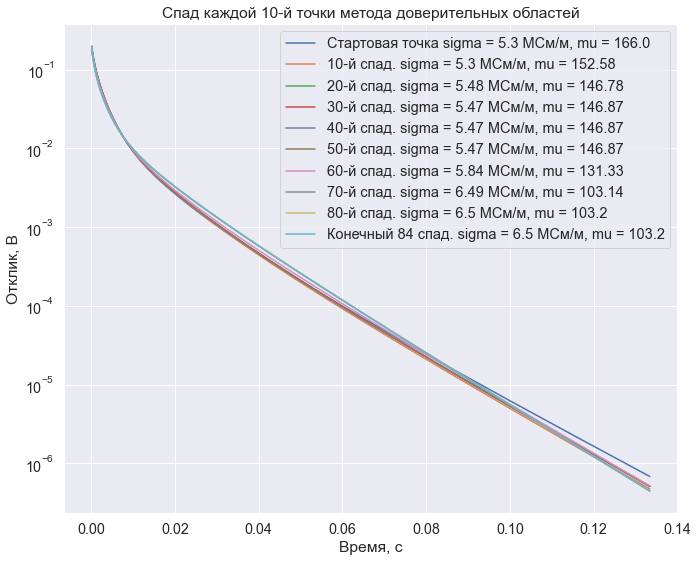 Спад каждой 10-й точки метода доверительных областей
Стартовая точка sigma = 5.3 МСм/м, mu = 166.0
10-й спад. sigma = 5.3 МСм/м, mu = 152.58
20-й спад. sigma = 5.48 МСм/м, mu = 146.78
30-й спад. sigma = 5.47 МСм/м, mu = 146.87
40-й спад. sigma = 5.47 МСм/м, mu = 146.87
50-й спад. sigma = 5.47 МСм/м, mu = 146.87
60-й спад. sigma = 5.84 МСм/м, mu = 131.33
70-й спад. sigma = 6.49 МСм/м, mu = 103.14
80-й спад. sigma = 6.5 МСм/м, mu = 103.2
Конечный 84 спад. sigma = 6.5 МСм/м, mu = 103.2
Отклик, В
10⁻¹
10⁻²
10⁻³
10⁻⁴
10⁻⁵
10⁻⁶
0.00 0.02 0.04 0.06 0.08 0.10 0.12 0.14
Время, с